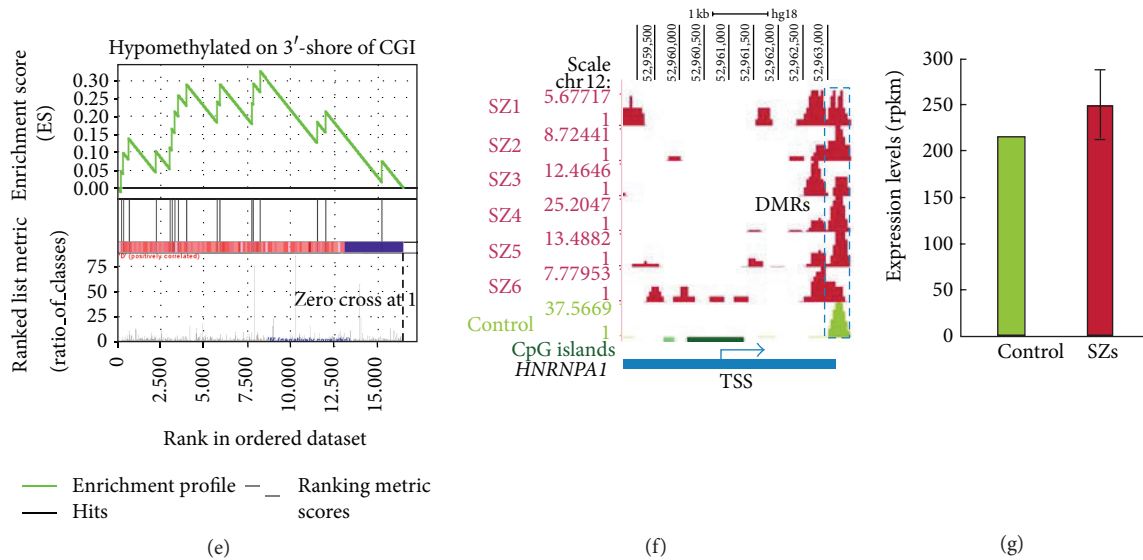 Hypomethylated on 3′-shore of CGI
Enrichment score
(ES)
0.30
0.25
0.20
0.15
0.10
0.05
0.00
Ranked list metric
(ratio_of_classes)
(positively correlated)
75
50
25
0
Zero cross at 1
0
2.500
5.000
7.500
10.000
12.500
15.000
Rank in ordered dataset
Enrichment profile
Hits
Ranking metric
scores
(e)
1 kb
hg18
Scale
chr12:
52,959,500
52,960,000
52,960,500
52,961,000
52,961,500
52,962,000
52,962,500
52,963,000
SZ1
5.67717
1
SZ2
8.72441
1
SZ3
12.4646
1
SZ4
25.2047
1
SZ5
13.4882
1
SZ6
7.77953
1
Control
37.5669
1
DMRs
CpG islands
HNRNPA1
TSS
(f)
Expression levels (rpkm)
300
250
200
150
100
50
0
Control
SZs
(g)